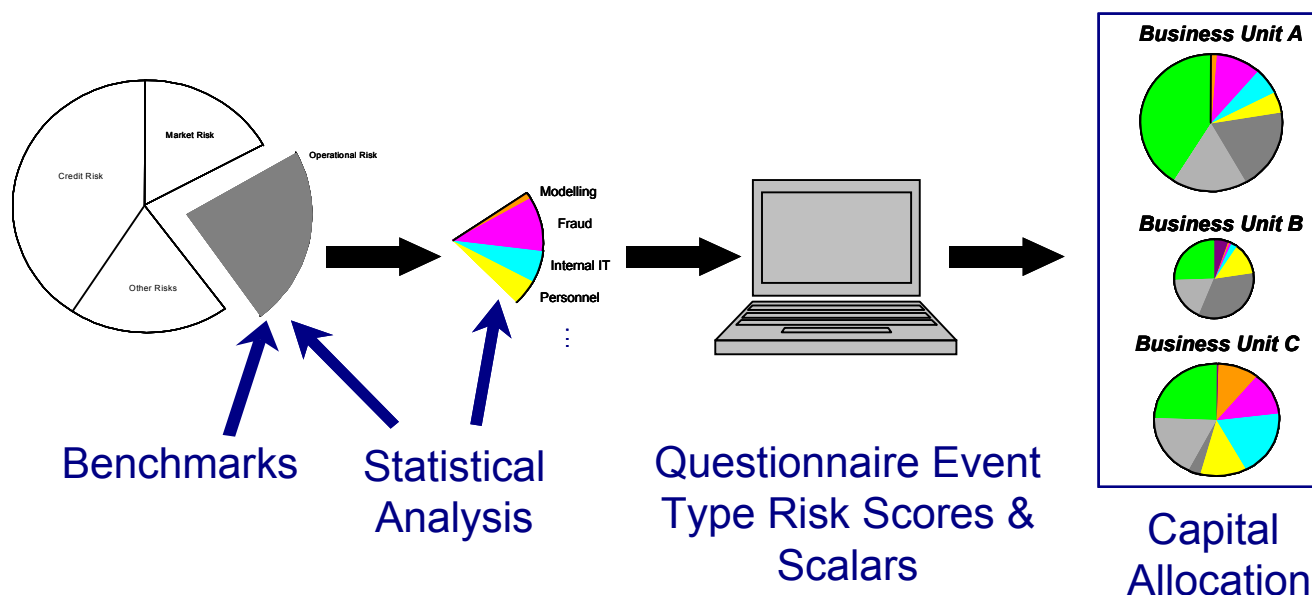 Market Risk
Credit Risk
Operational Risk
Other Risks
Modelling
Fraud
Internal IT
Personnel
⋮
Business Unit A
Business Unit B
Business Unit C
Benchmarks
Statistical
Analysis
Questionnaire Event
Type Risk Scores &
Scalars
Capital
Allocation